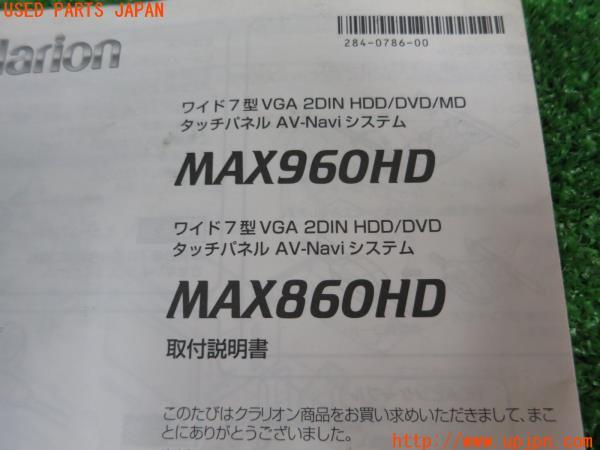 USED PARTS JAPAN
284-0786-00
larion
ワイド7型VGA 2DIN HDD/DVD/MD
タッチパネル AV-Naviシステム
MAX960HD
ワイド7型VGA 2DIN HDD/DVD
タッチパネル AV-Naviシステム
MAX860HD
取付説明書
このたびはクラリオン商品をお買い求めいただきまして、まこ
とにありがとうございました。
http://www.upjpn.com/